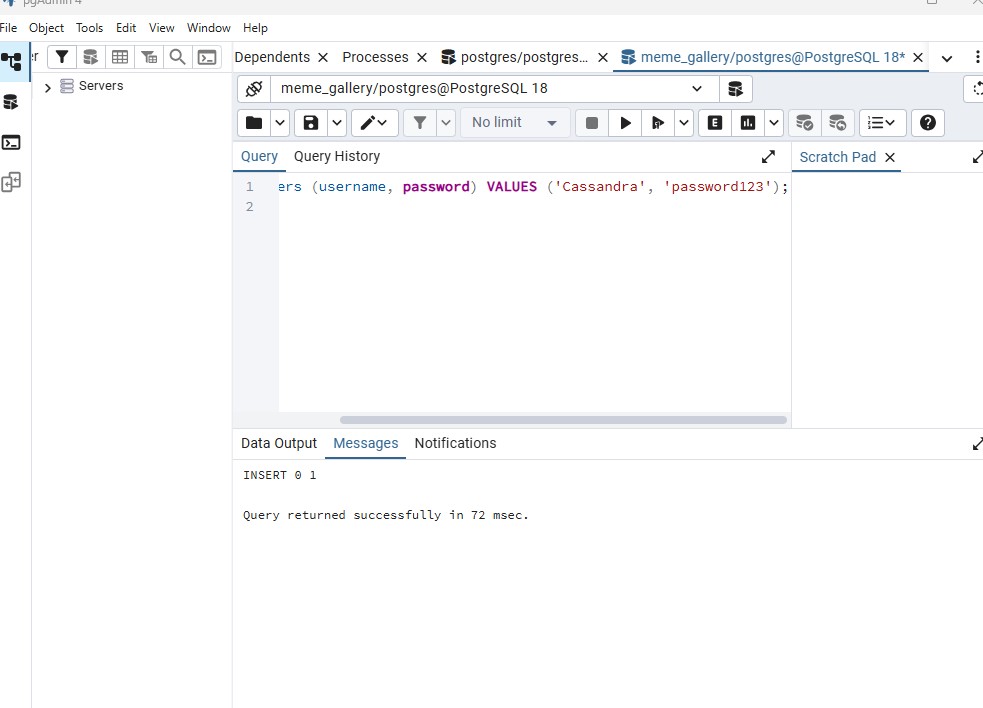 pgAdmin 4
File Object Tools Edit View Window Help
er
Dependents
Processes
postgres/postgres...
meme_gallery/postgres@PostgreSQL 18*
Servers
meme_gallery/postgres@PostgreSQL 18
No limit
E
Query Query History
Scratch Pad
1 ers (username, password) VALUES ('Cassandra', 'password123');
2
Data Output Messages Notifications
INSERT 0 1
Query returned successfully in 72 msec.